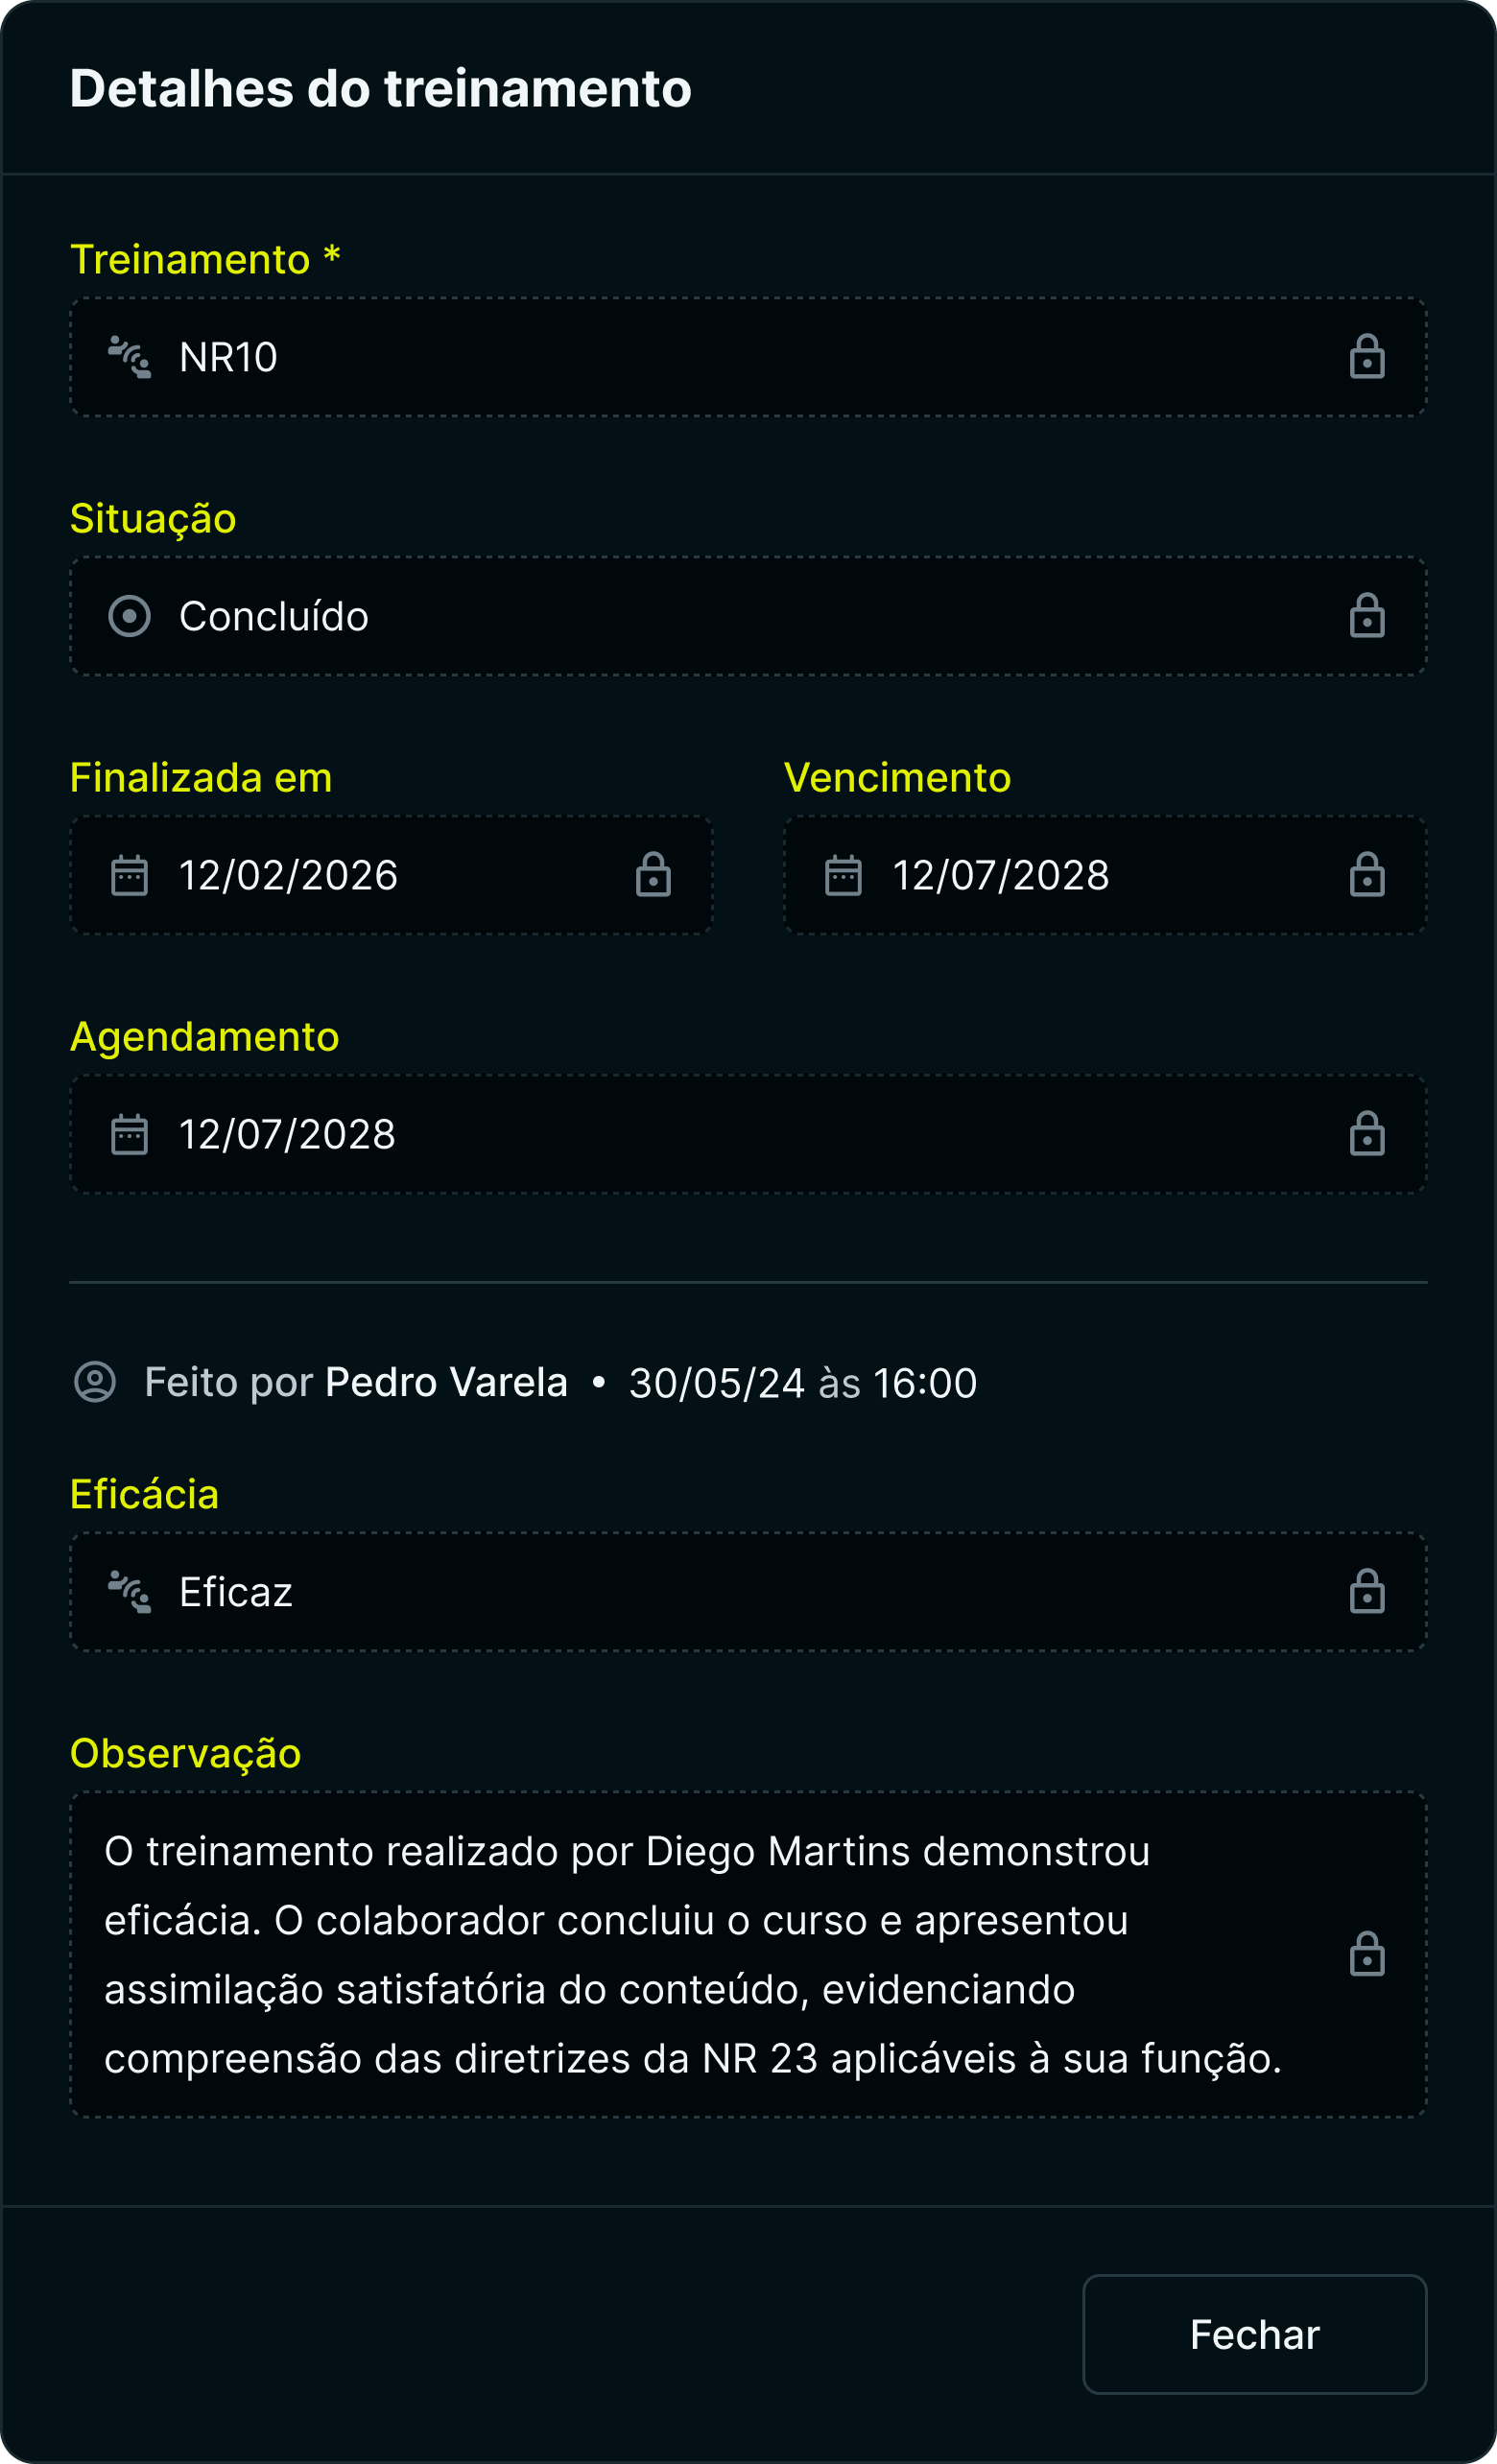 Detalhes do treinamento
Treinamento *
NR10
Situação
Concluído
Finalizada em
Vencimento
12/02/2026
12/07/2028
Agendamento
12/07/2028
Feito por Pedro Varela • 30/05/24 às 16:00
Eficácia
Eficaz
Observação
O treinamento realizado por Diego Martins demonstrou
eficácia. O colaborador concluiu o curso e apresentou
assimilação satisfatória do conteúdo, evidenciando
compreensão das diretrizes da NR 23 aplicáveis à sua função.
Fechar